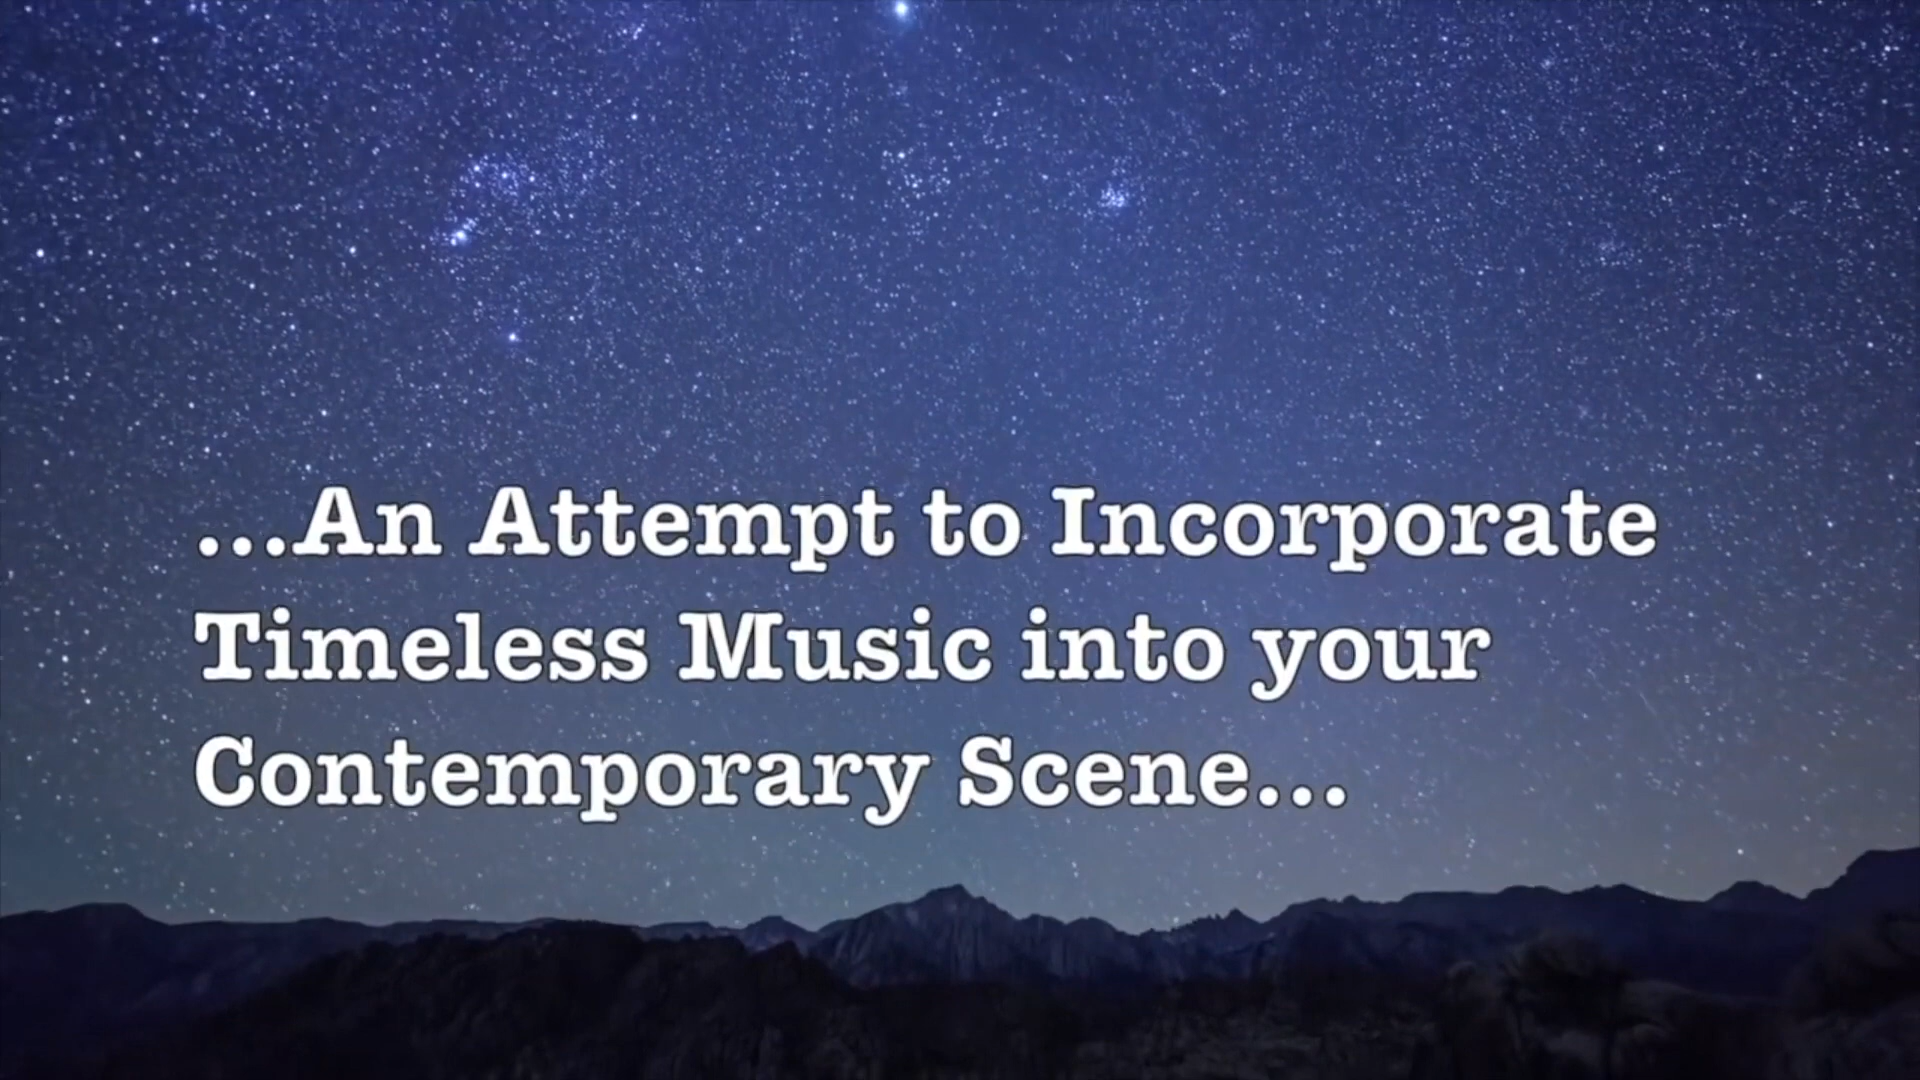 ...An Attempt to Incorporate
Timeless Music into your
Contemporary Scene...